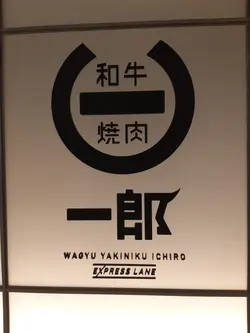 和牛
一
焼肉
一郎
WAGYU YAKINIKU ICHIRO
EXPRESS LANE